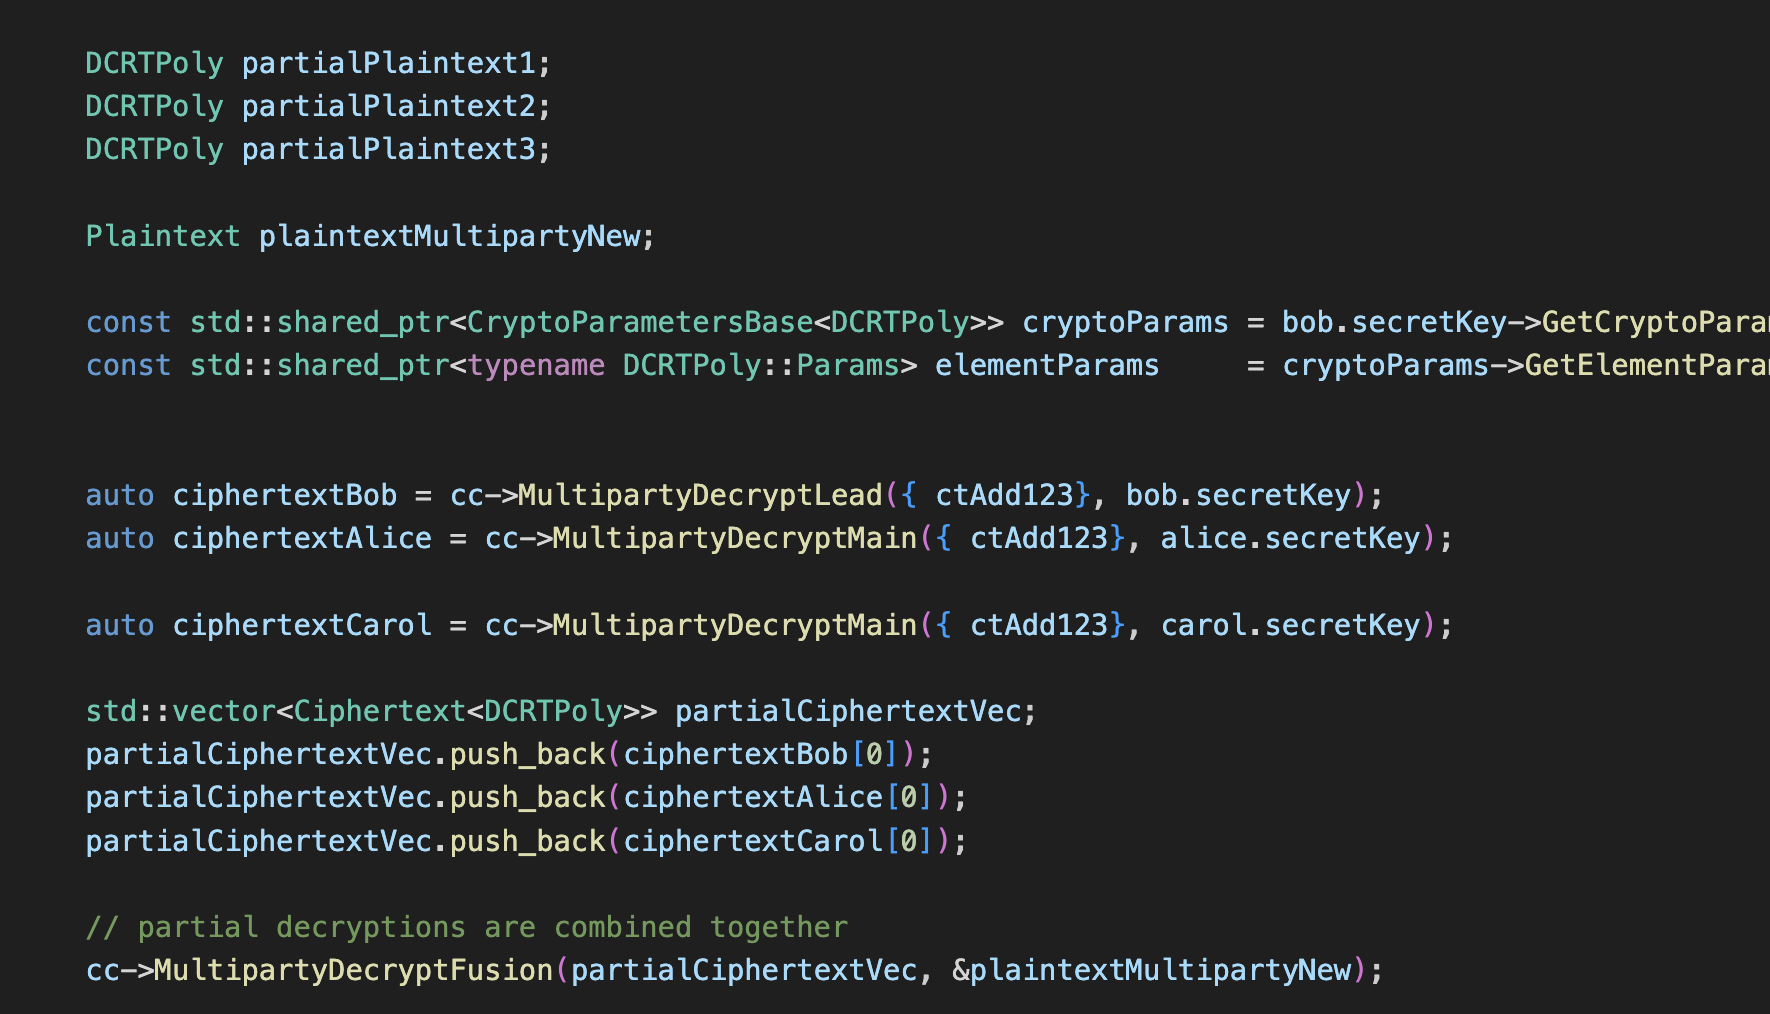 DCRTPoly partialPlaintext1;
DCRTPoly partialPlaintext2;
DCRTPoly partialPlaintext3;
Plaintext plaintextMultipartyNew;
const std::shared_ptr<CryptoParametersBase<DCRTPoly>> cryptoParams = bob.secretKey->GetCryptoParam
const std::shared_ptr<typename DCRTPoly::Params> elementParams     = cryptoParams->GetElementParam
auto ciphertextBob = cc->MultipartyDecryptLead({ ctAdd123}, bob.secretKey);
auto ciphertextAlice = cc->MultipartyDecryptMain({ ctAdd123}, alice.secretKey);
auto ciphertextCarol = cc->MultipartyDecryptMain({ ctAdd123}, carol.secretKey);
std::vector<Ciphertext<DCRTPoly>> partialCiphertextVec;
partialCiphertextVec.push_back(ciphertextBob[0]);
partialCiphertextVec.push_back(ciphertextAlice[0]);
partialCiphertextVec.push_back(ciphertextCarol[0]);
// partial decryptions are combined together
cc->MultipartyDecryptFusion(partialCiphertextVec, &plaintextMultipartyNew);